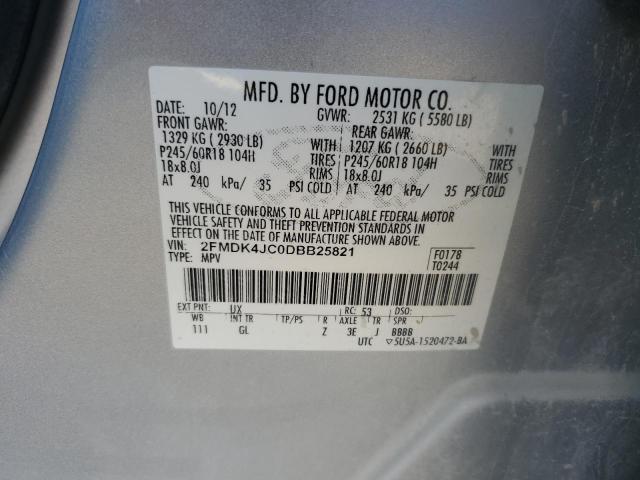 MFD. BY FORD MOTOR CO.
DATE: 10/12 GVWR: 2531 KG ( 5580 LB)
FRONT GAWR: REAR GAWR:
1329 KG ( 2930 LB) WITH 1207 KG ( 2660 LB) WITH
P245/60R18 104H TIRES P245/60R18 104H TIRES
18x8.0J RIMS 18x8.0J RIMS
AT 240 kPa/ 35 PSI COLD AT 240 kPa/ 35 PSI COLD
THIS VEHICLE CONFORMS TO ALL APPLICABLE FEDERAL MOTOR
VEHICLE SAFETY AND THEFT PREVENTION STANDARDS IN EFFECT
ON THE DATE OF MANUFACTURE SHOWN ABOVE.
VIN: 2FMDK4JC0DBB25821 F0178
TYPE: MPV T0244
EXT PNT: UX RC: 53 DSO:
WB INT TR TP/PS R AXLE TR SPR
111 GL Z 3E J BBBB
UTC ▽5U5A-1520472-BA